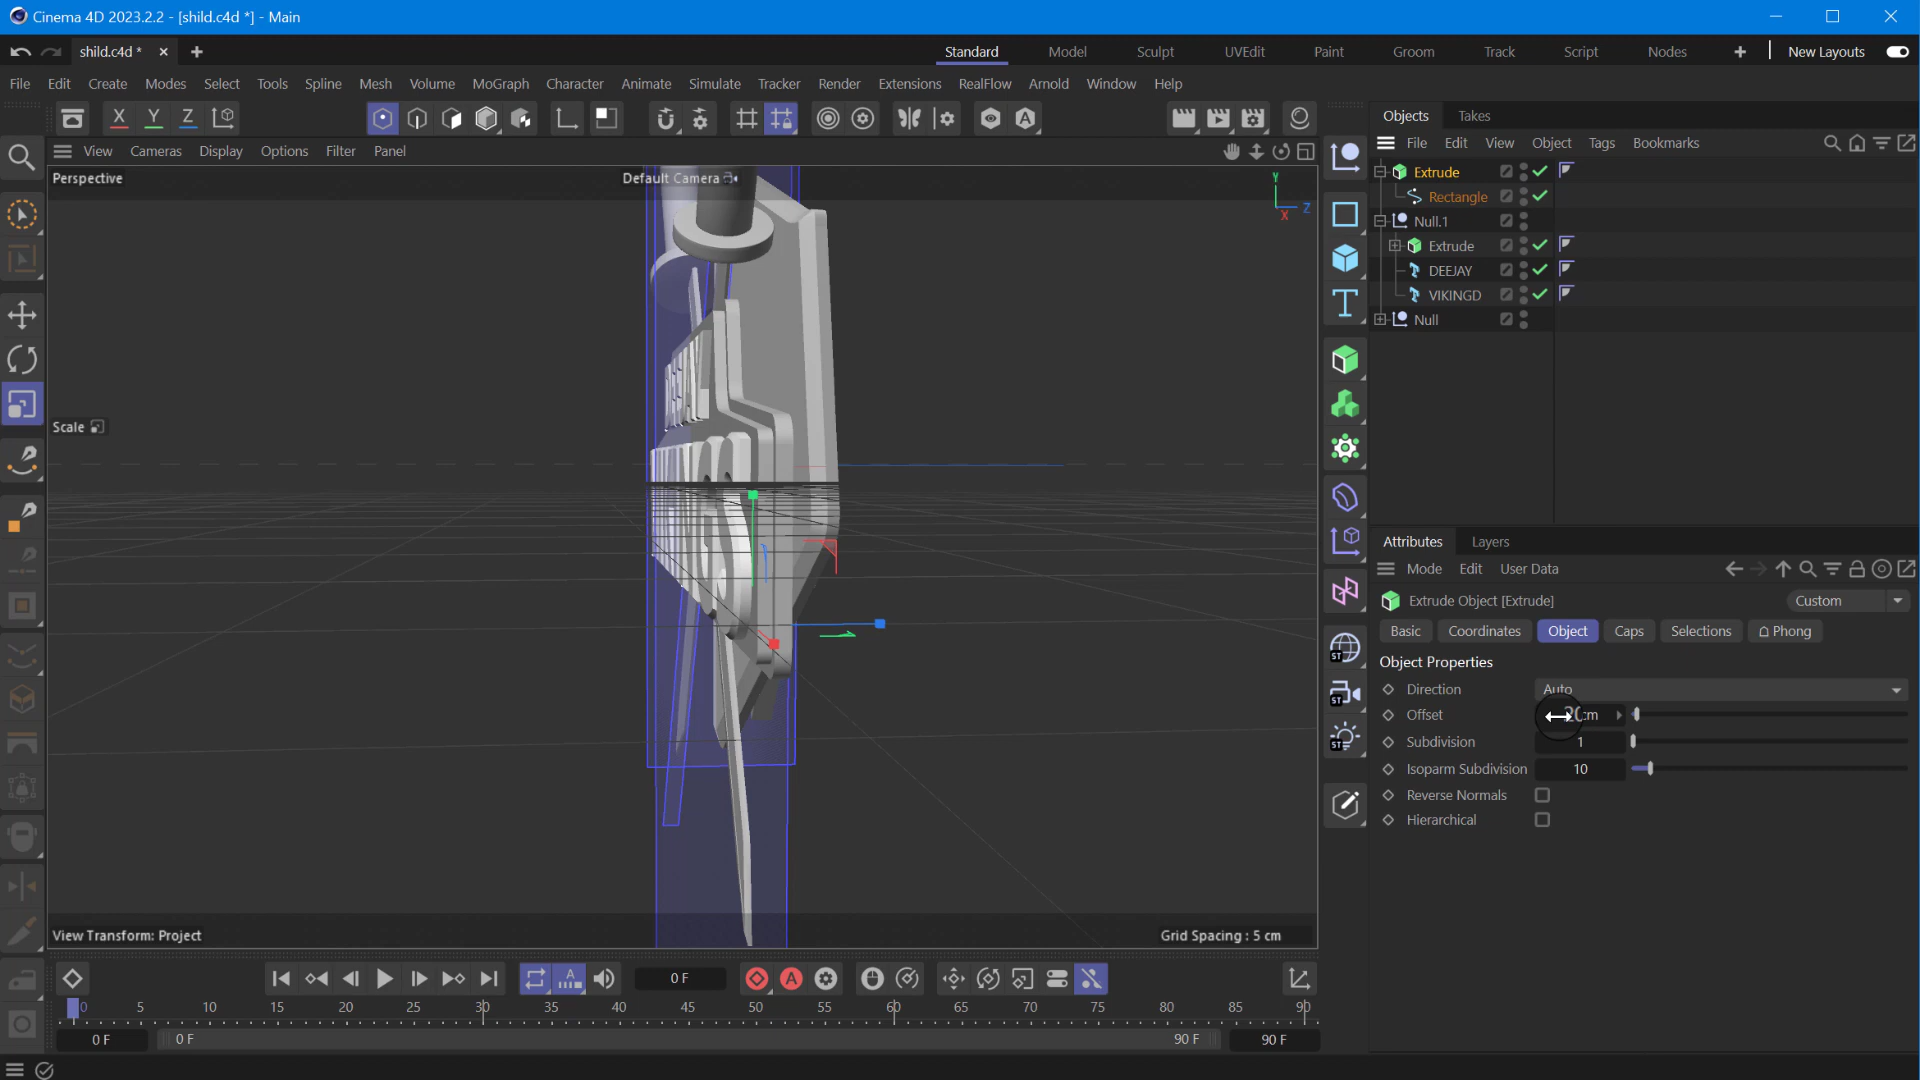 Cinema 4D 2023.2.2 - [shild.c4d *] - Main
shild.c4d *
Standard
Model
Sculpt
UVEdit
Paint
Groom
Track
Script
Nodes
New Layouts
File
Edit
Create
Modes
Select
Tools
Spline
Mesh
Volume
MoGraph
Character
Animate
Simulate
Tracker
Render
Extensions
RealFlow
Arnold
Window
Help
X
Y
Z
Objects
Takes
View
Cameras
Display
Options
Filter
Panel
File
Edit
View
Object
Tags
Bookmarks
Perspective
Default Camera
Y
Z
X
Extrude
Rectangle
Null.1
Extrude
DEEJAY
VIKINGD
Null
Scale
Attributes
Layers
Mode
Edit
User Data
Extrude Object [Extrude]
Custom
Basic
Coordinates
Object
Caps
Selections
Phong
Object Properties
Direction
Auto
Offset
cm
Subdivision
1
Isoparm Subdivision
10
Reverse Normals
Hierarchical
ST
ST
ST
View Transform: Project
Grid Spacing : 5 cm
0 F
0
5
10
15
20
25
30
35
40
45
50
55
60
65
70
75
80
85
90
0 F
0 F
90 F
90 F